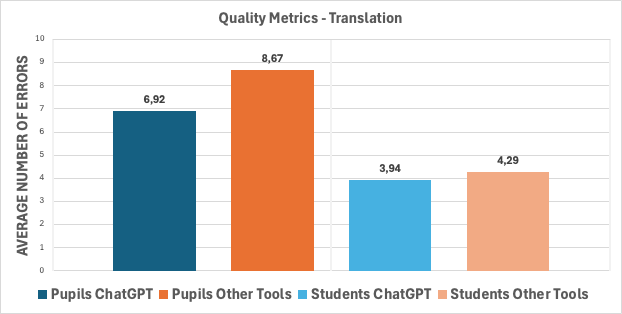 Quality Metrics - Translation
AVERAGE NUMBER OF ERRORS
10
9
8
7
6
5
4
3
2
1
0
6,92
8,67
3,94
4,29
Pupils ChatGPT
Pupils Other Tools
Students ChatGPT
Students Other Tools